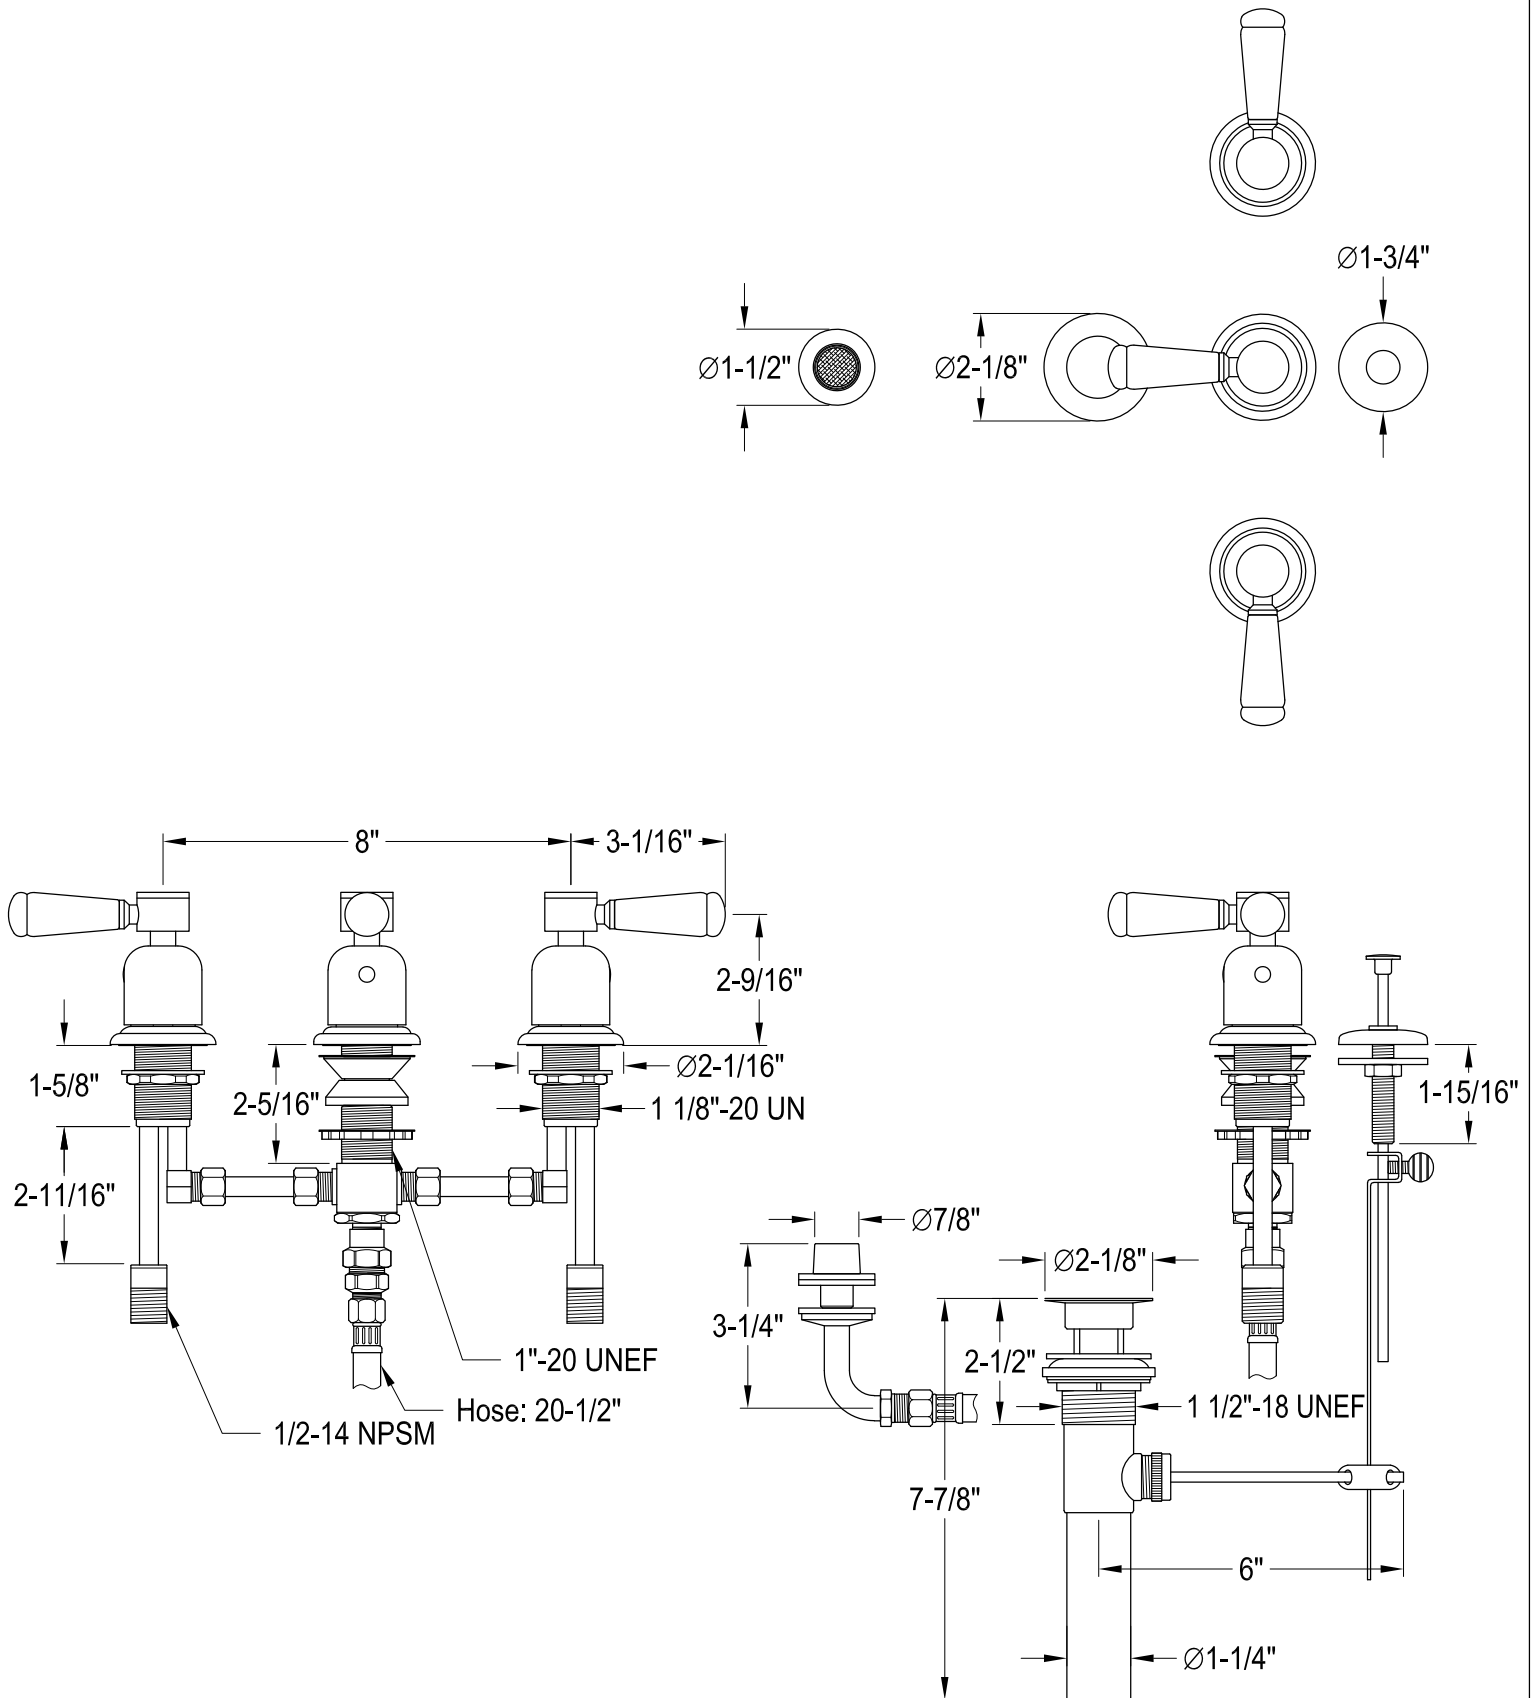 Ø1-3/4"
Ø1-1/2"
Ø2-1/8"
8"
3-1/16"
2-9/16"
1-5/8"
2-5/16"
Ø2-1/16"
1 1/8"-20 UN
1-15/16"
2-11/16"
Ø7/8"
Ø2-1/8"
3-1/4"
2-1/2"
1"-20 UNEF
Hose: 20-1/2"
1 1/2"-18 UNEF
1/2-14 NPSM
7-7/8"
6"
Ø1-1/4"